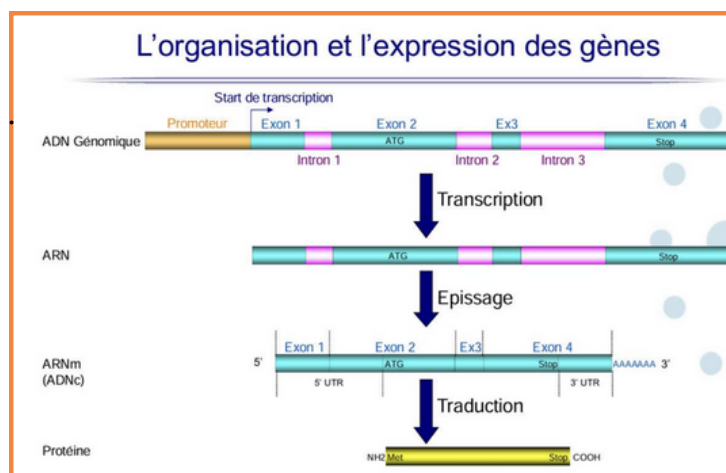 L'organisation et l'expression des gènes
Start de transcription
Promoteur Exon 1 Exon 2 Ex3 Exon 4
ADN Génomique ATG Stop
Intron 1 Intron 2 Intron 3
Transcription
ARN ATG Stop
Epissage
Exon 1 Exon 2 Ex3 Exon 4
ARNm 5' ATG Stop AAAAAAA 3'
(ADNc) 5' UTR 3' UTR
Traduction
Protéine NH2 Met Stop COOH